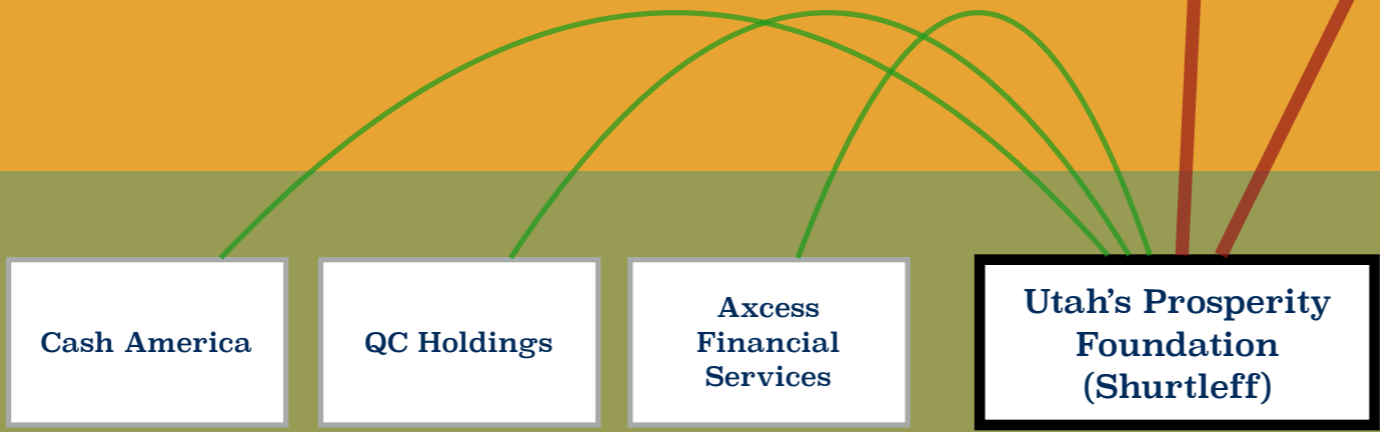 Cash America
QC Holdings
Axcess
Financial
Services
Utah’s Prosperity
Foundation
(Shurtleff)